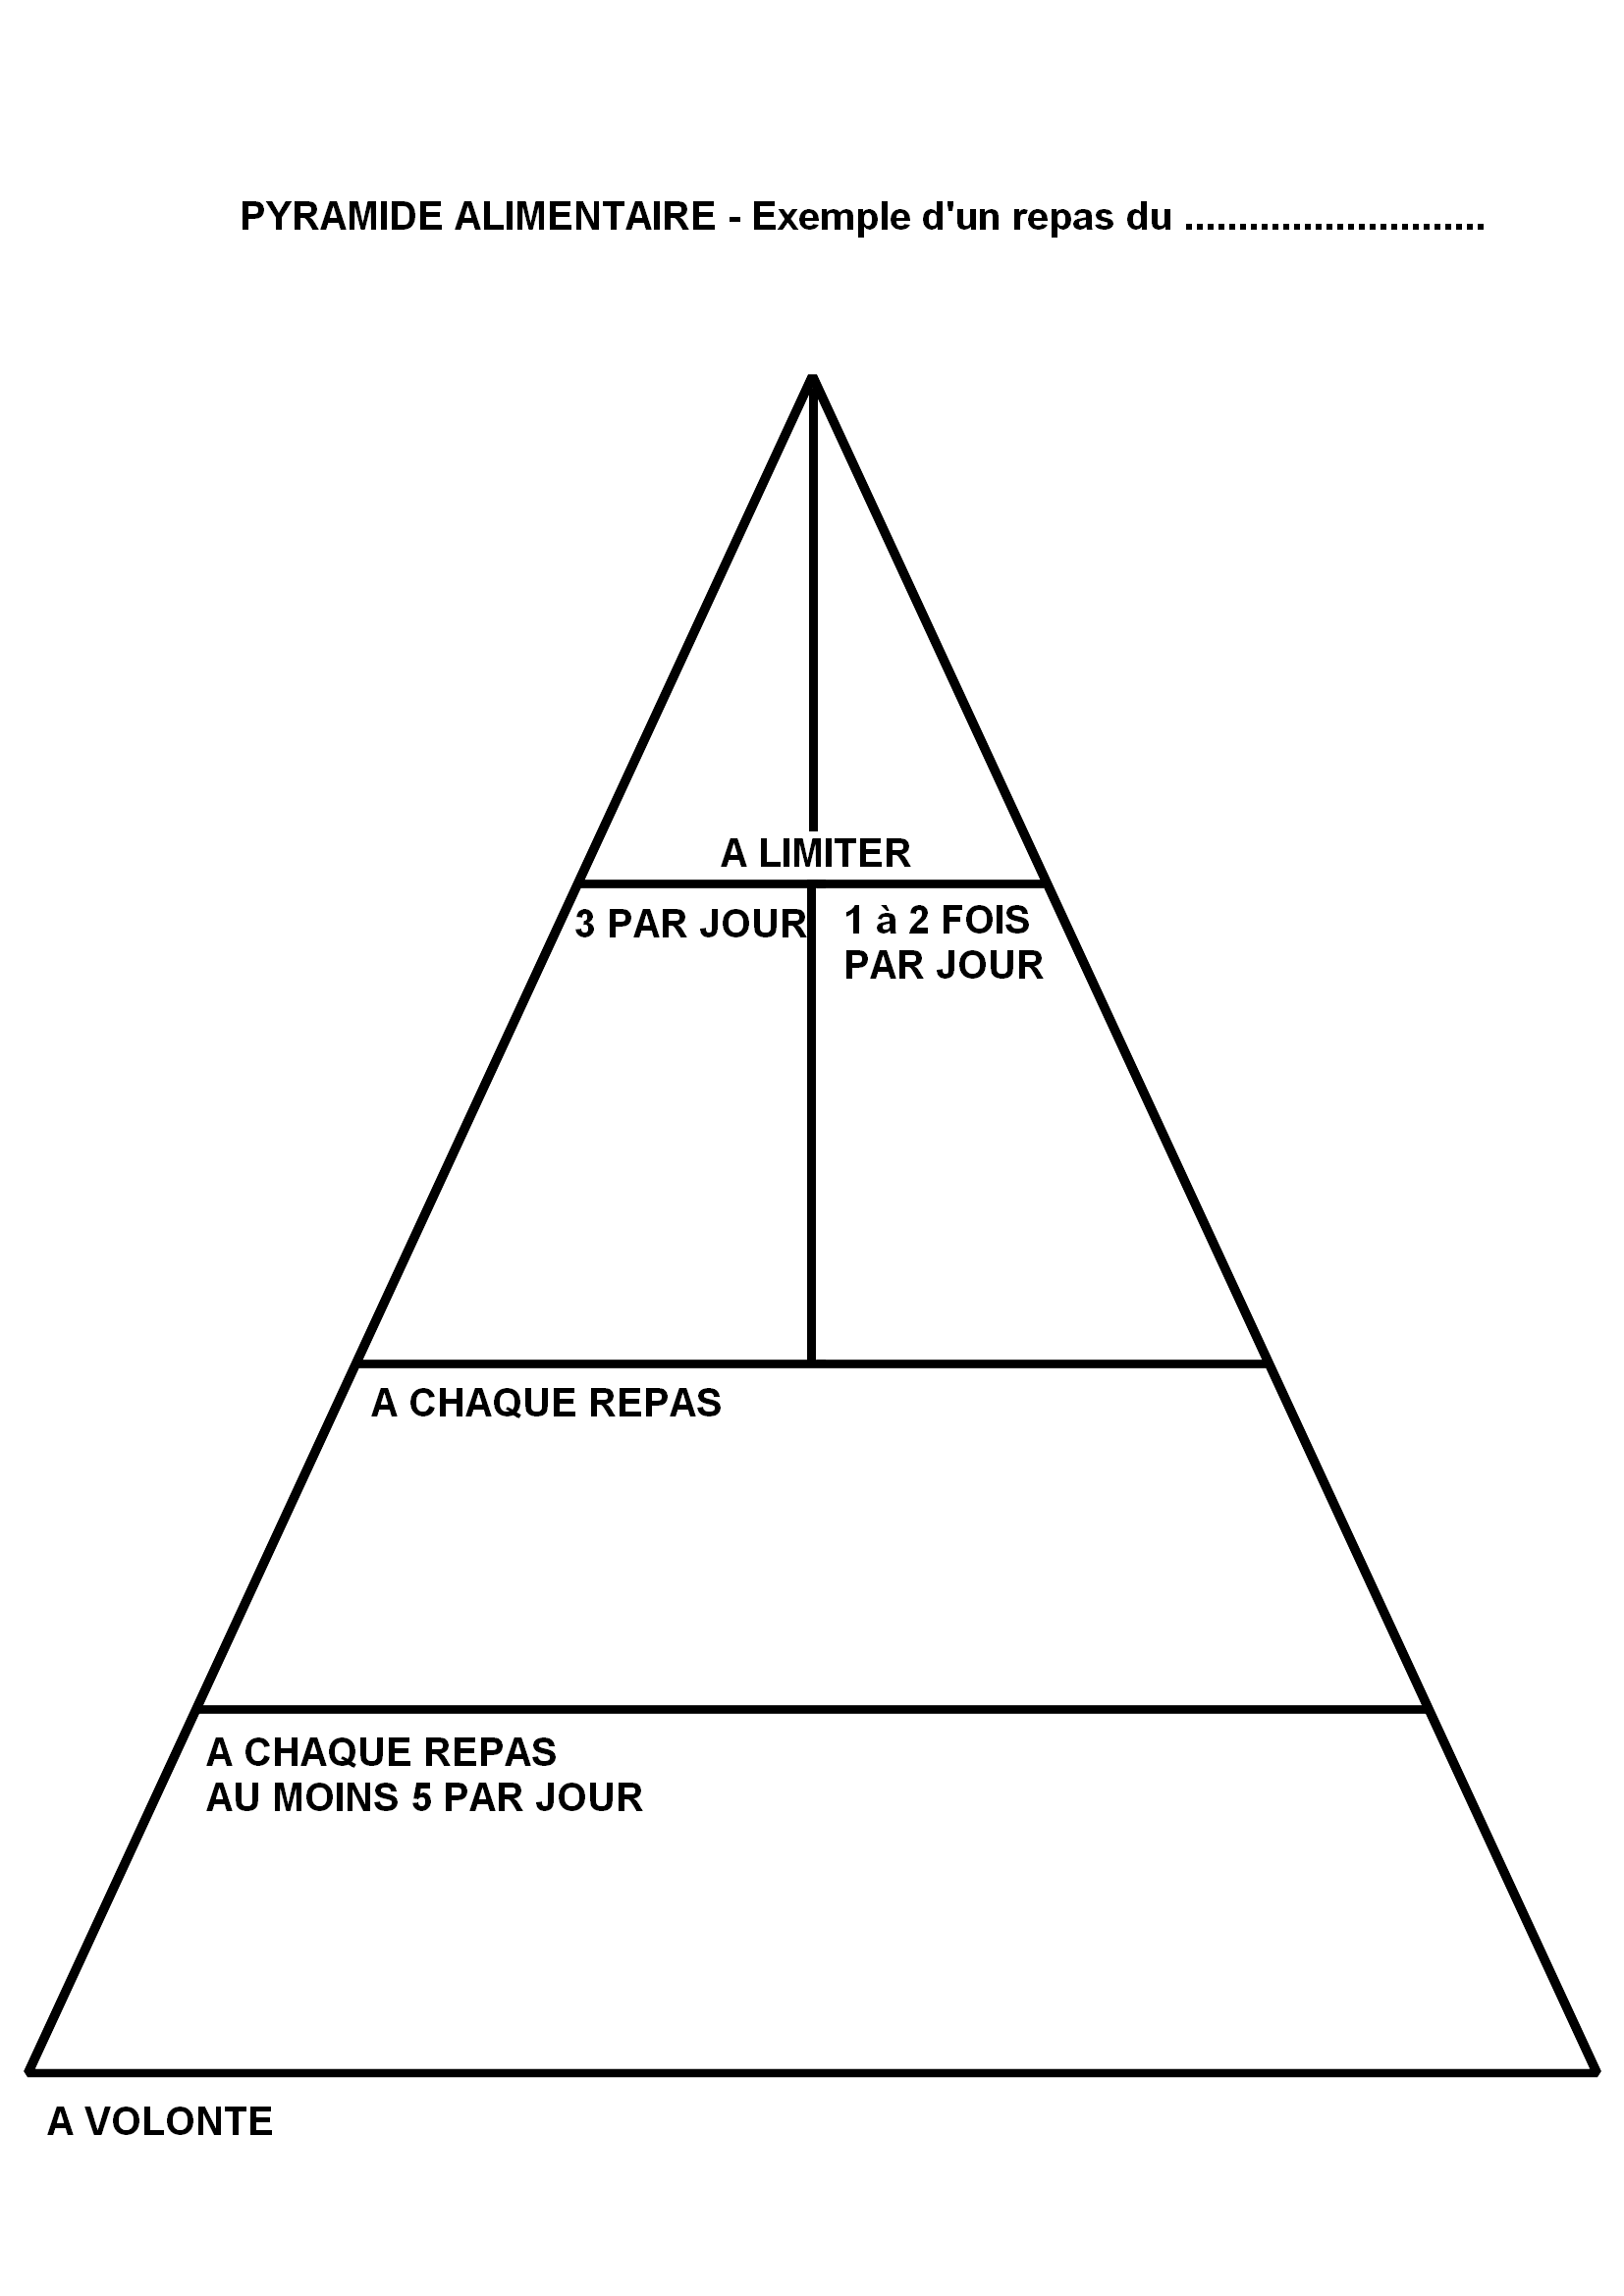 PYRAMIDE ALIMENTAIRE - Exemple d'un repas du ............................
A LIMITER
3 PAR JOUR
1 à 2 FOIS
PAR JOUR
A CHAQUE REPAS
A CHAQUE REPAS
AU MOINS 5 PAR JOUR
A VOLONTE